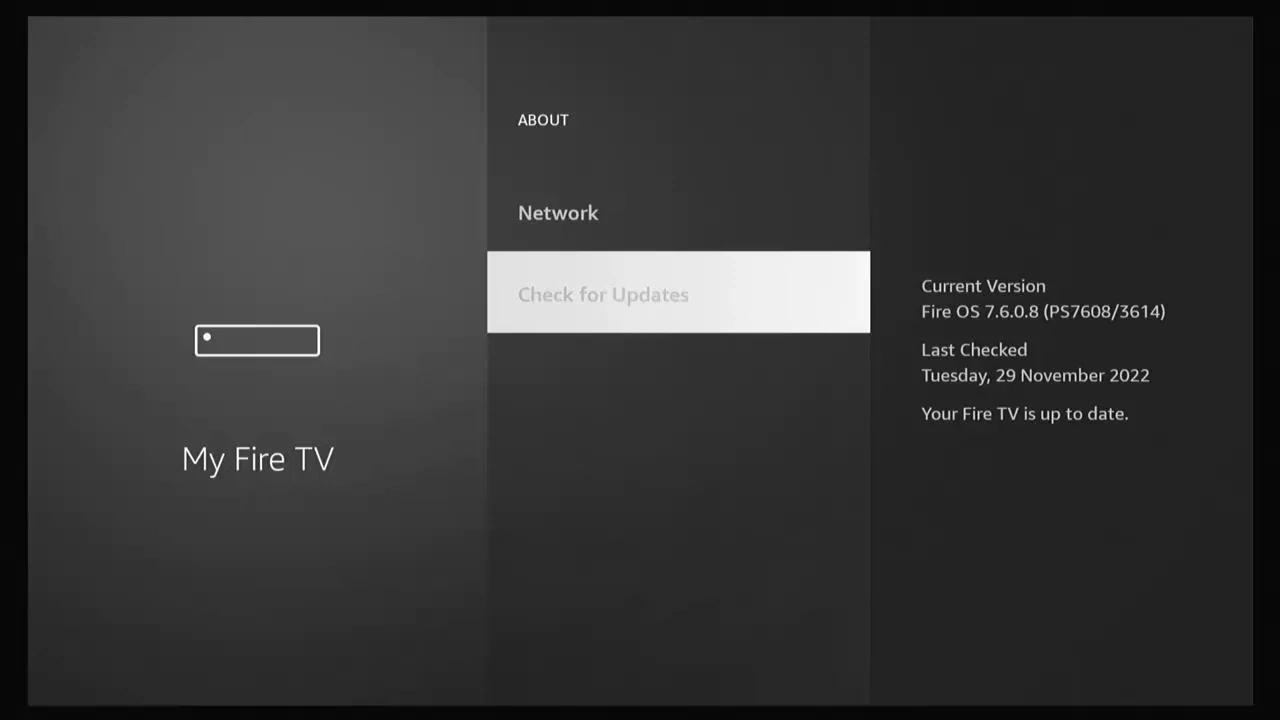 ABOUT
Network
Check for Updates
My Fire TV
Current Version
Fire OS 7.6.0.8 (PS7608/3614)
Last Checked
Tuesday, 29 November 2022
Your Fire TV is up to date.